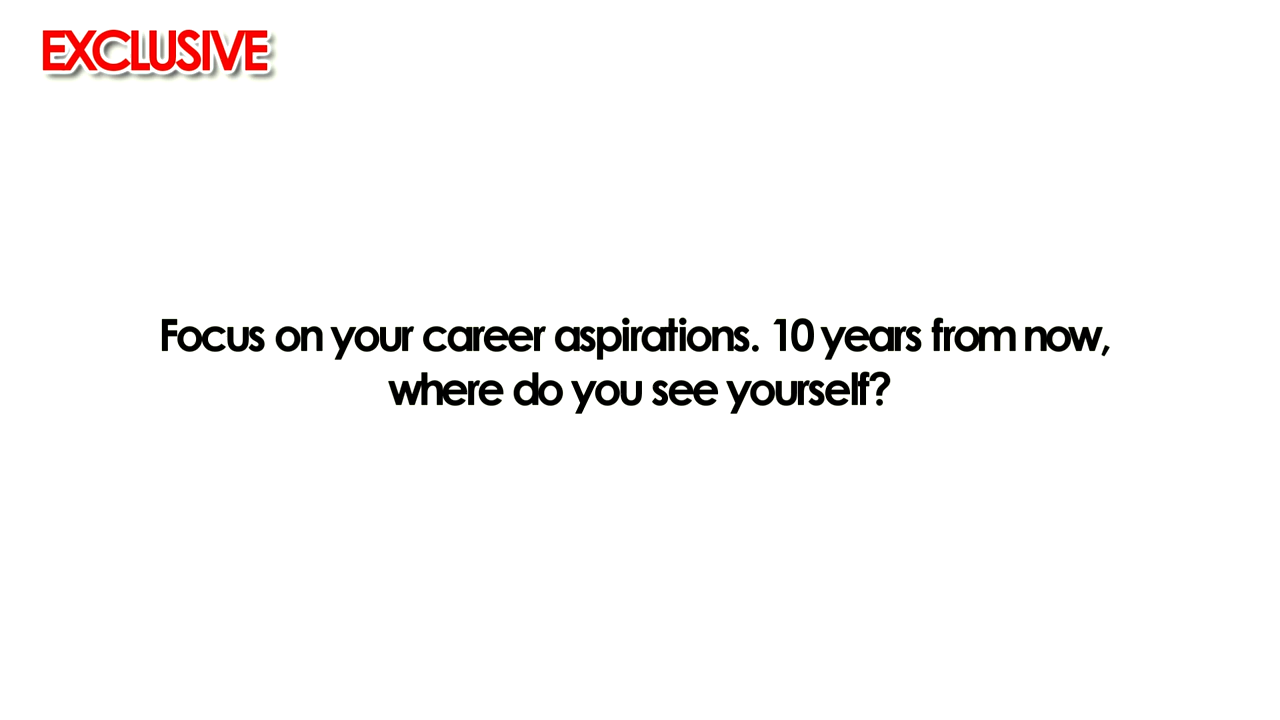 EXCLUSIVE
Focus on your career aspirations. 10 years from now,
where do you see yourself?